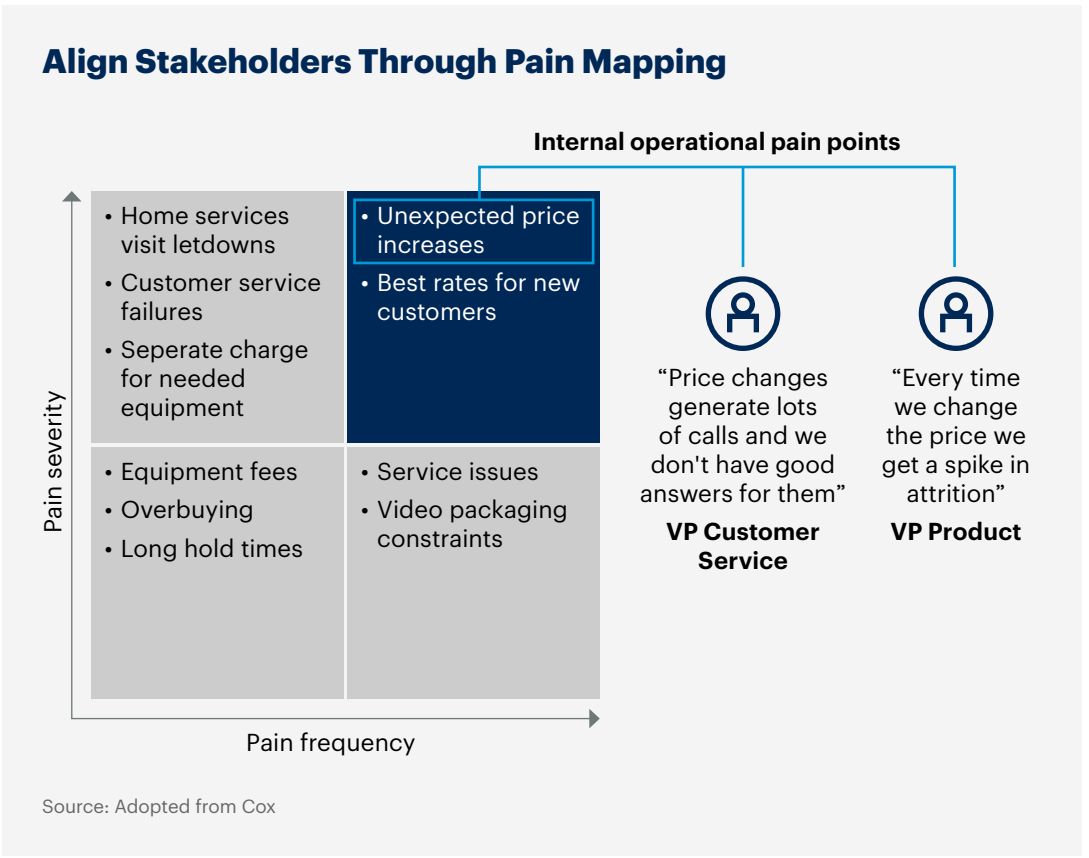 Align Stakeholders Through Pain Mapping
Internal operational pain points
Pain severity
• Home services
visit letdowns
• Customer service
failures
• Seperate charge
for needed
equipment
• Unexpected price
increases
• Best rates for new
customers
• Equipment fees
• Overbuying
• Long hold times
• Service issues
• Video packaging
constraints
Pain frequency
“Price changes
generate lots
of calls and we
don't have good
answers for them”
VP Customer
Service
“Every time
we change
the price we
get a spike in
attrition”
VP Product
Source: Adopted from Cox